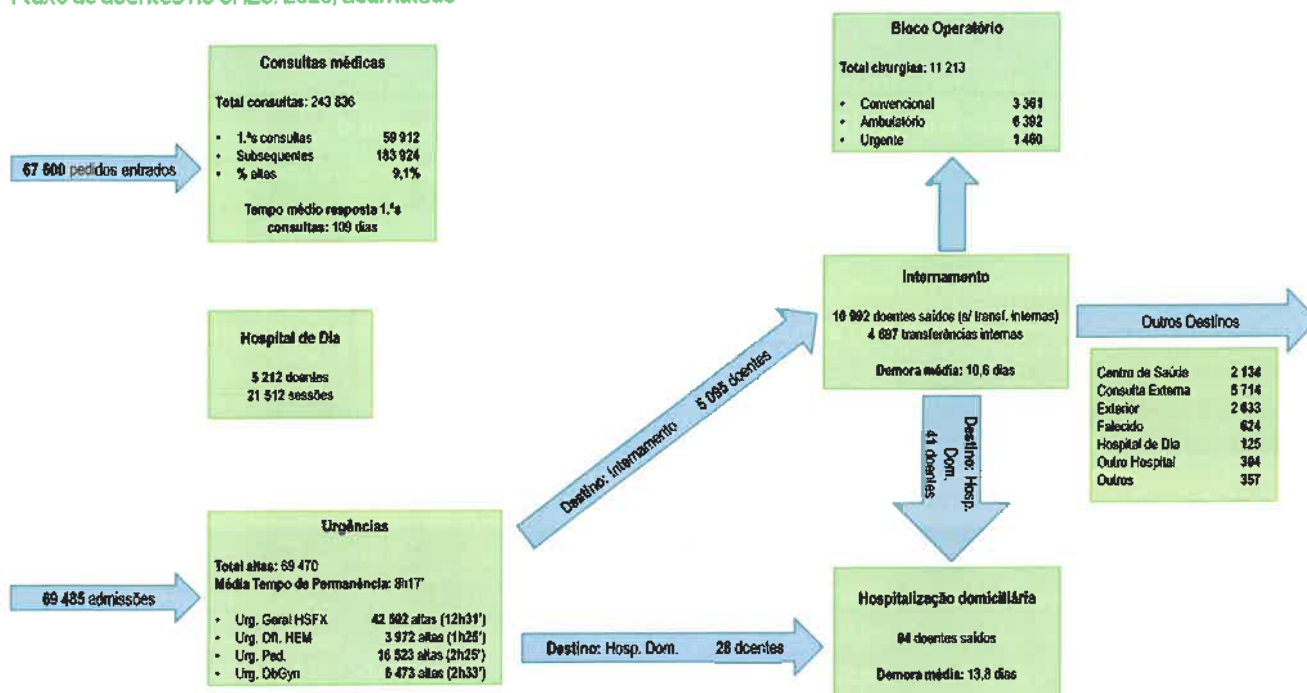 Fluxo de doentes no acumulado
Consultas médicas
Total consultas: 243 836
• 1.ªs consultas 59 912
• Subsequentes 183 924
• % altas 9,1%
Tempo médio resposta 1.ªs
consultas: 109 dias
67 600 pedidos entrados
Hospital de Dia
5 212 doentes
21 512 sessões
Urgências
Total altas: 69 470
Média Tempo de Permanência: 8h17'
• Urg. Geral HSFX 42 502 altas (12h31')
• Urg. Oft. HEM 3 972 altas (1h25')
• Urg. Ped. 16 523 altas (2h25')
• Urg. ObGyn 6 473 altas (2h33')
69 485 admissões
Destino: Internamento doentes
Destino: Hosp. Dom. 28 doentes
Bloco Operatório
Total cirurgias: 11 213
• Convencional 3 361
• Ambulatório 6 392
• Urgente 1 460
Internamento
doentes saídos (s/ transf. internas)
4 697 transferências internas
Demora média: 10,6 dias
Destino: Hosp.
Dom.
41 doentes
Outros Destinos
Centro de Saúde 2 134
Consulta Externa 5 714
Exterior 2 633
Falecido 624
Hospital de Dia 125
Outro Hospital 394
Outros 357
Hospitalização domiciliária
94 doentes saídos
Demora média: 13,8 dias